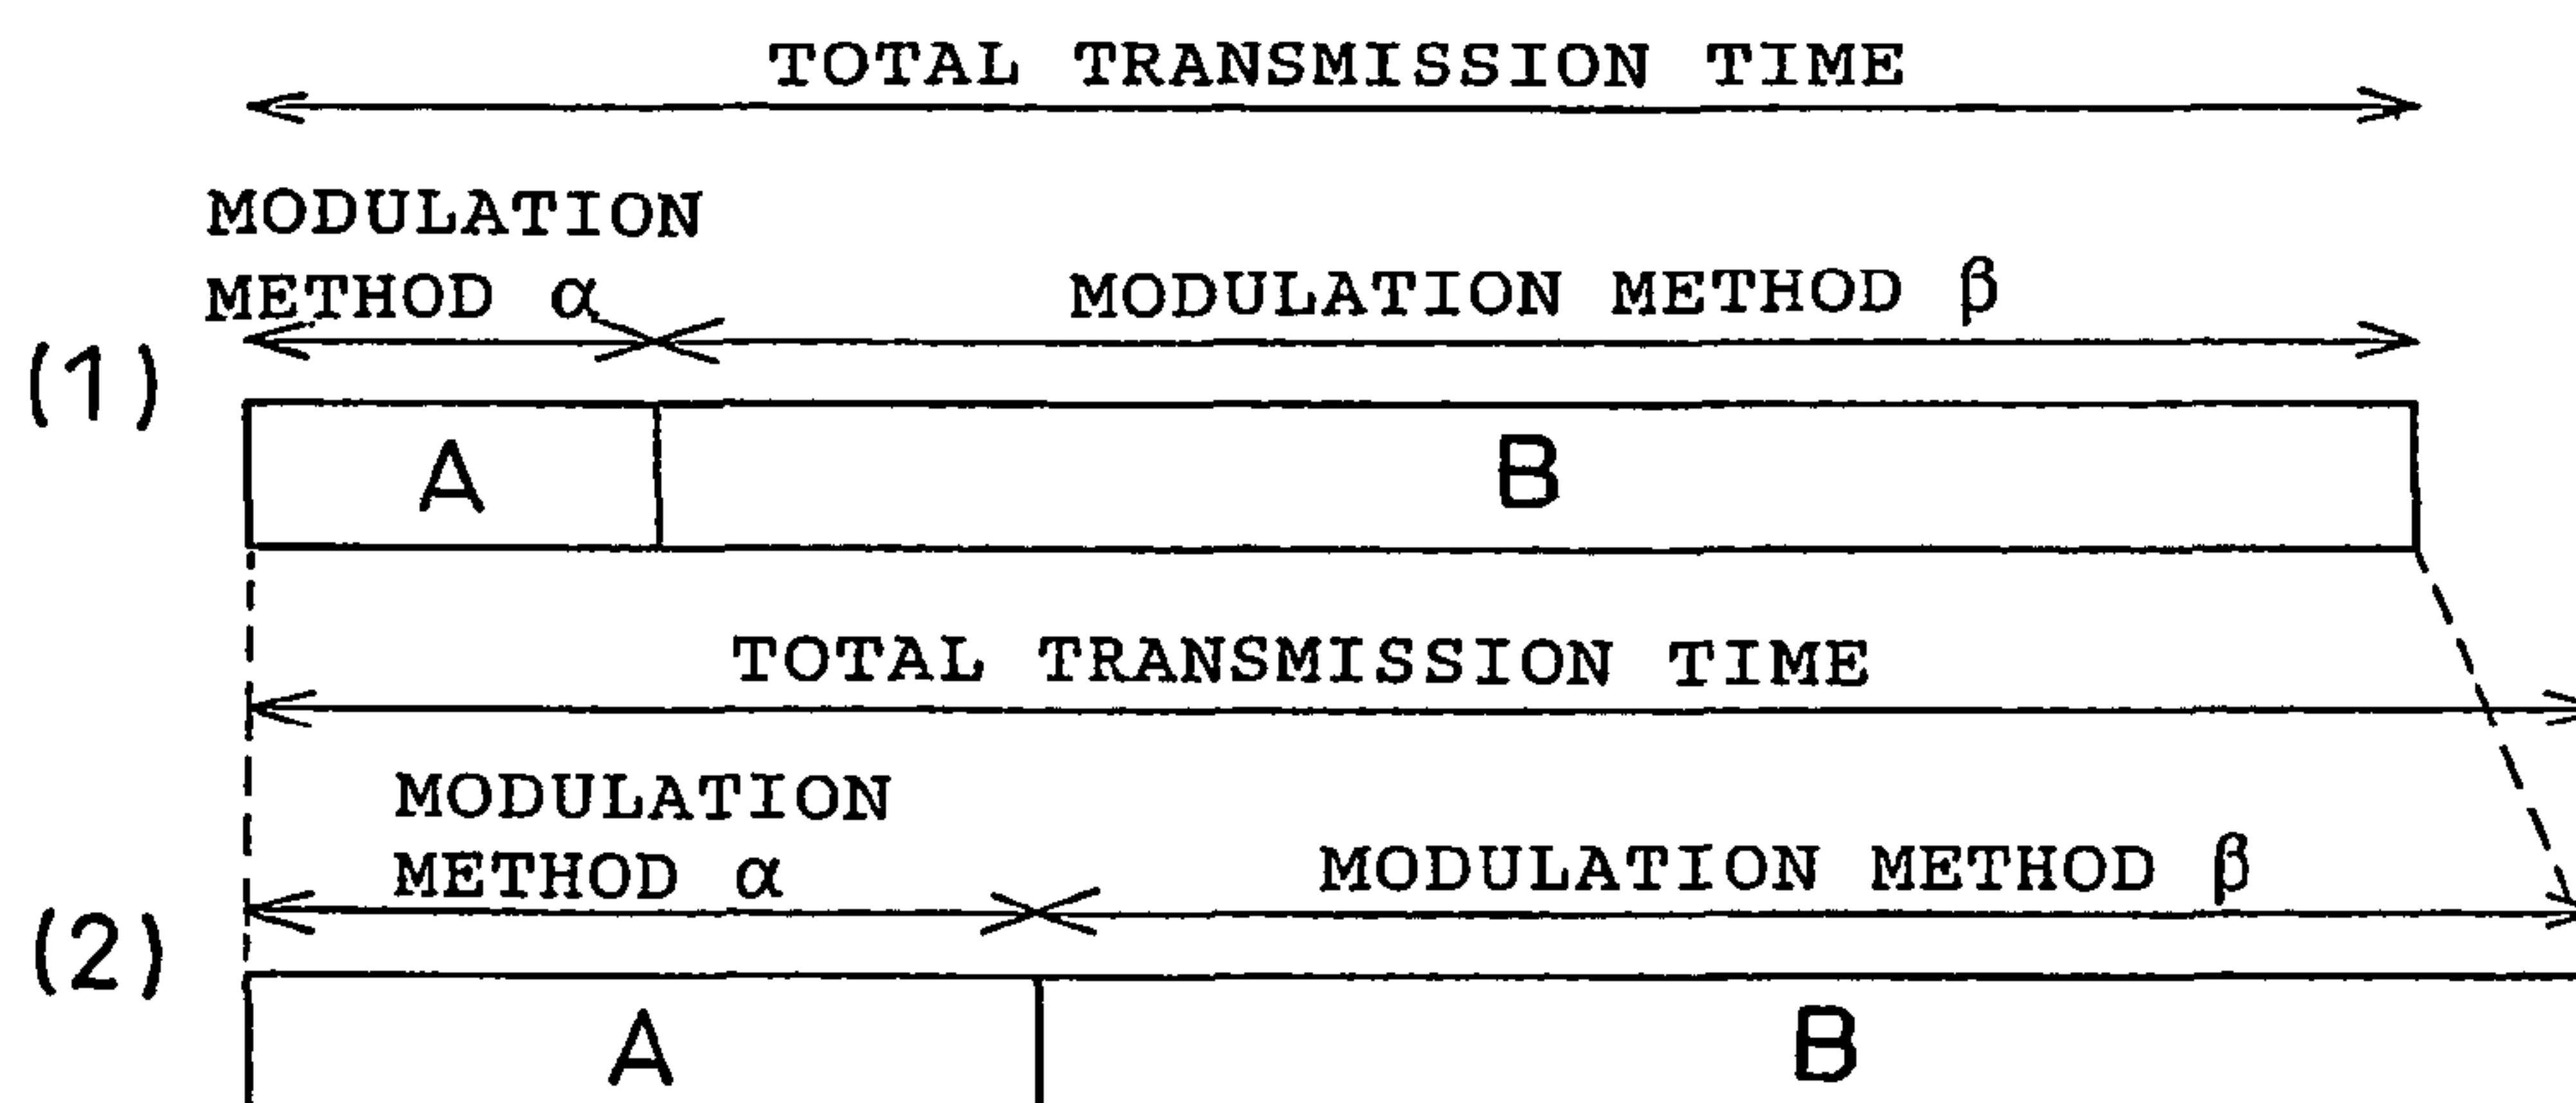 TOTAL TRANSMISSION TIME
MODULATION
METHOD α
MODULATION METHOD β
(1)
A
B
TOTAL TRANSMISSION TIME
MODULATION
METHOD α
MODULATION METHOD β
(2)
A
B